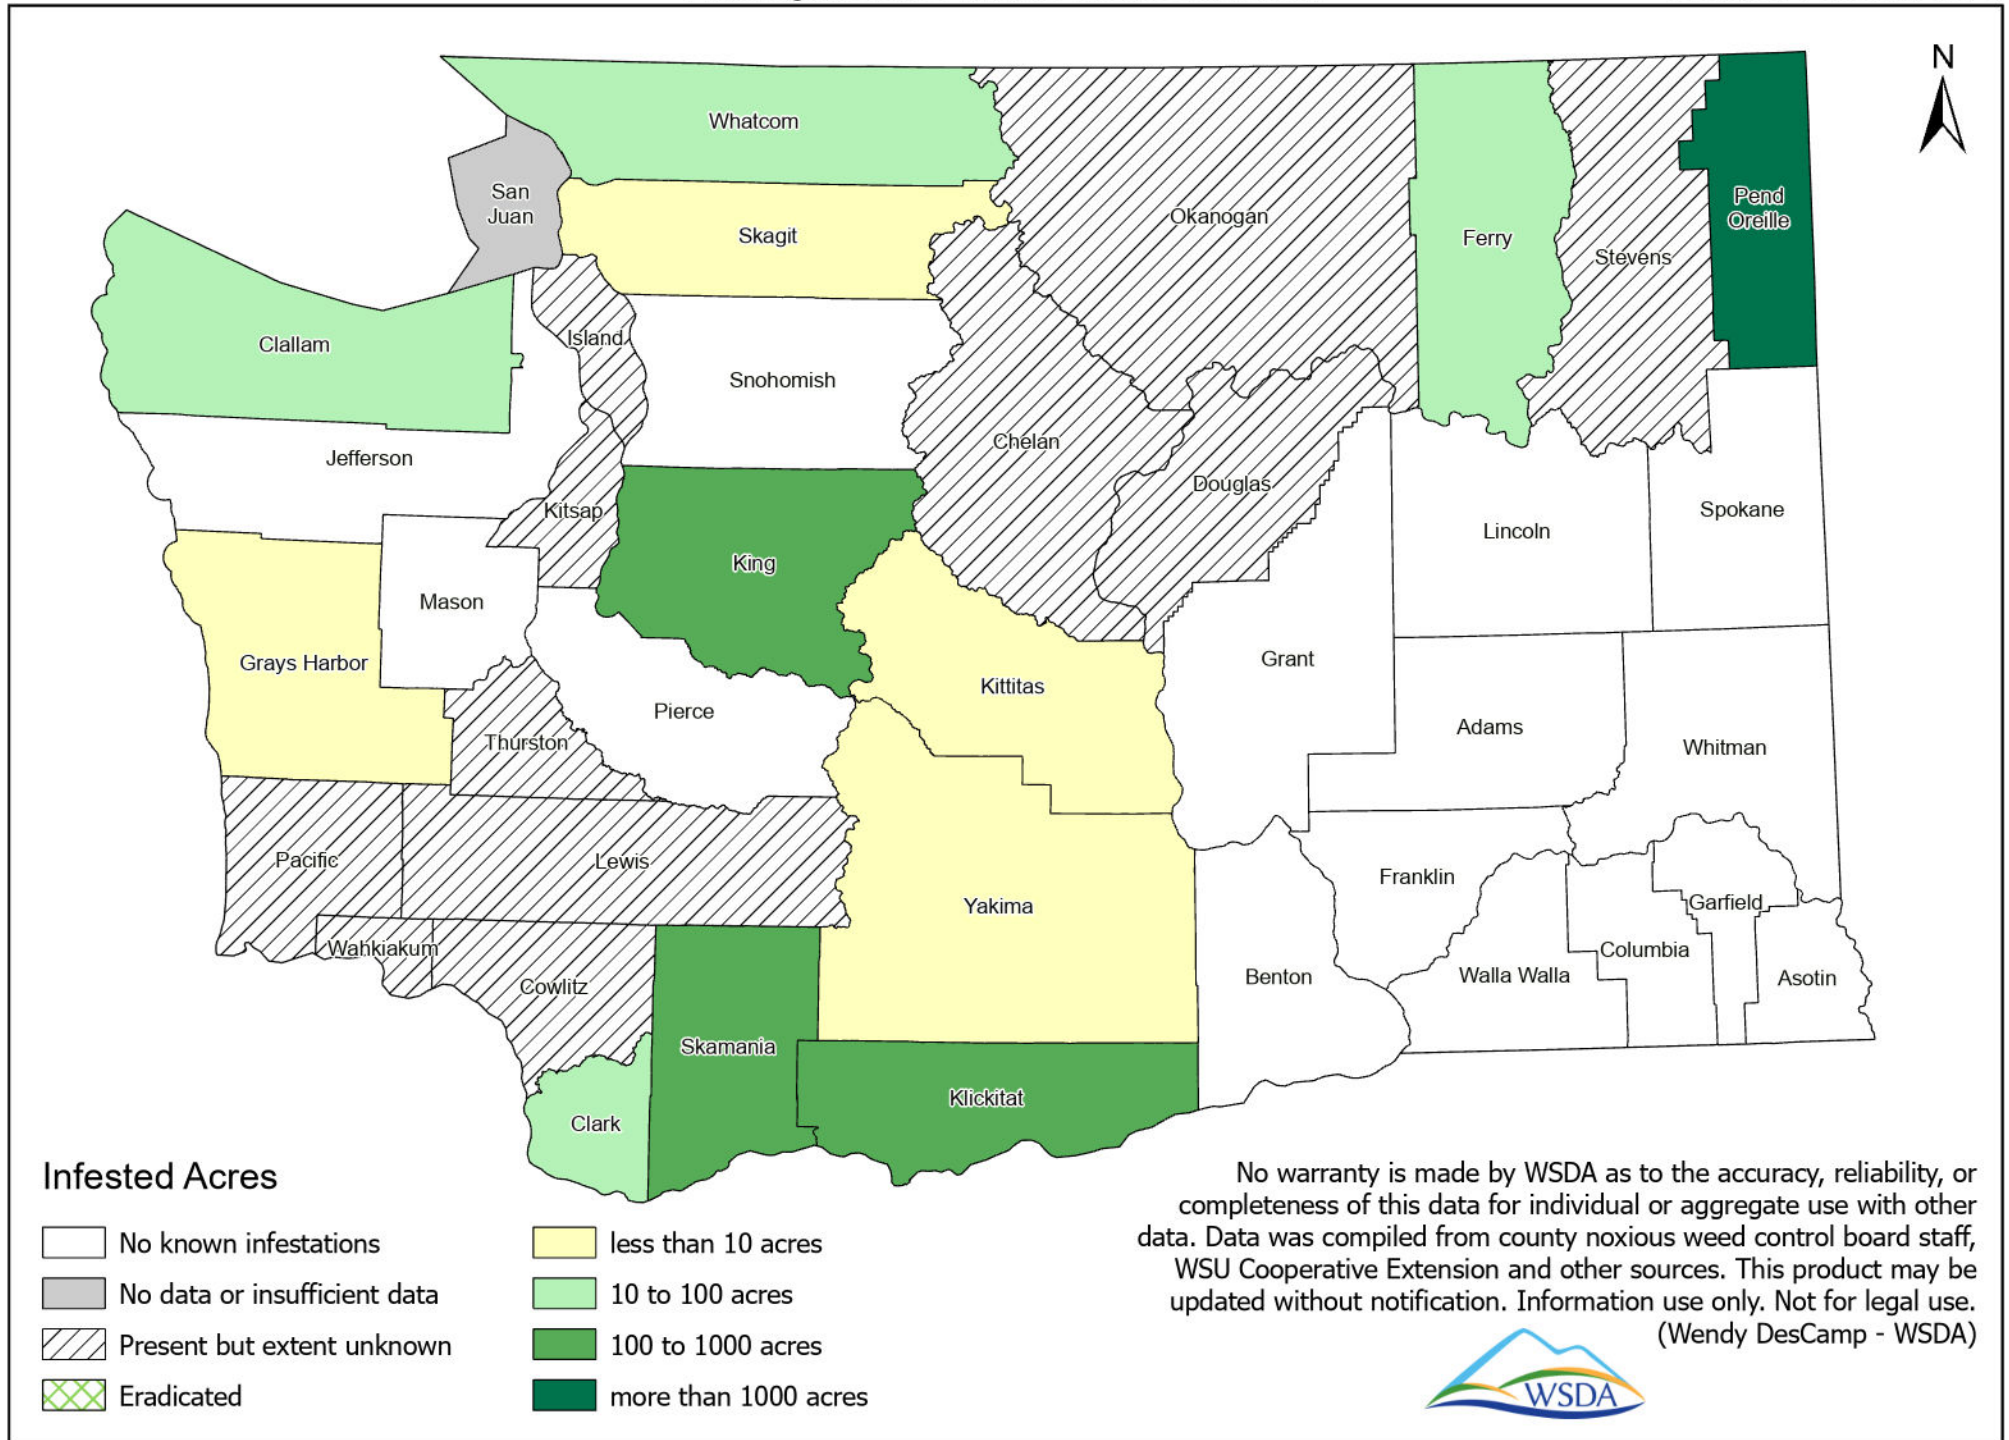 N
Whatcom
San
Juan
Skagit
Okanogan
Ferry
Stevens
Pend
Oreille
Clallam
Island
Snohomish
Chelan
Douglas
Jefferson
Kitsap
King
Lincoln
Spokane
Mason
Grays Harbor
Kittitas
Grant
Pierce
Thurston
Adams
Whitman
Pacific
Lewis
Yakima
Franklin
Garfield
Wahkiakum
Cowlitz
Benton
Walla Walla
Columbia
Asotin
Skamania
Klickitat
Clark
Infested Acres
No known infestations
No data or insufficient data
Present but extent unknown
Eradicated
less than 10 acres
10 to 100 acres
100 to 1000 acres
more than 1000 acres
No warranty is made by WSDA as to the accuracy, reliability, or
completeness of this data for individual or aggregate use with other
data. Data was compiled from county noxious weed control board staff,
WSU Cooperative Extension and other sources. This product may be
updated without notification. Information use only. Not for legal use.
(Wendy DesCamp - WSDA)
WSDA